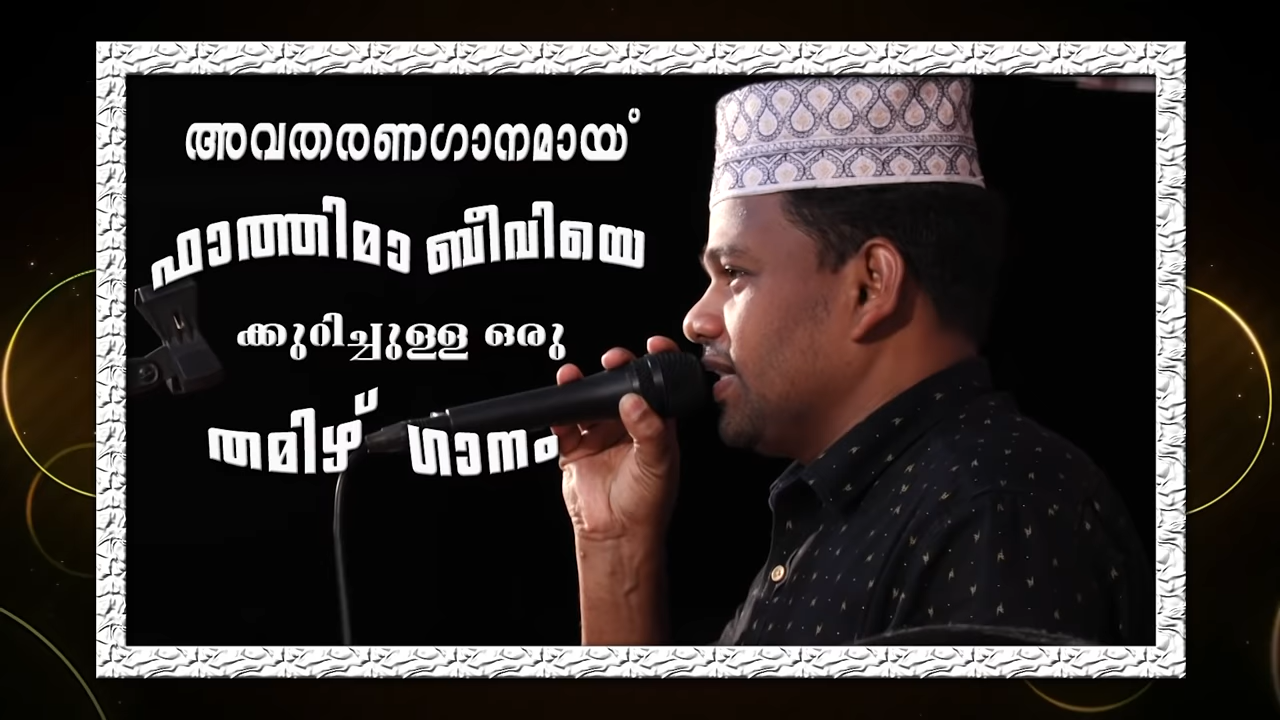 അവതരണഗാനമായ്
ഫാത്തിമാ ബീവിയെ
ക്കുറിച്ചുള്ള ഒരു
തമിഴ് ഗാനം